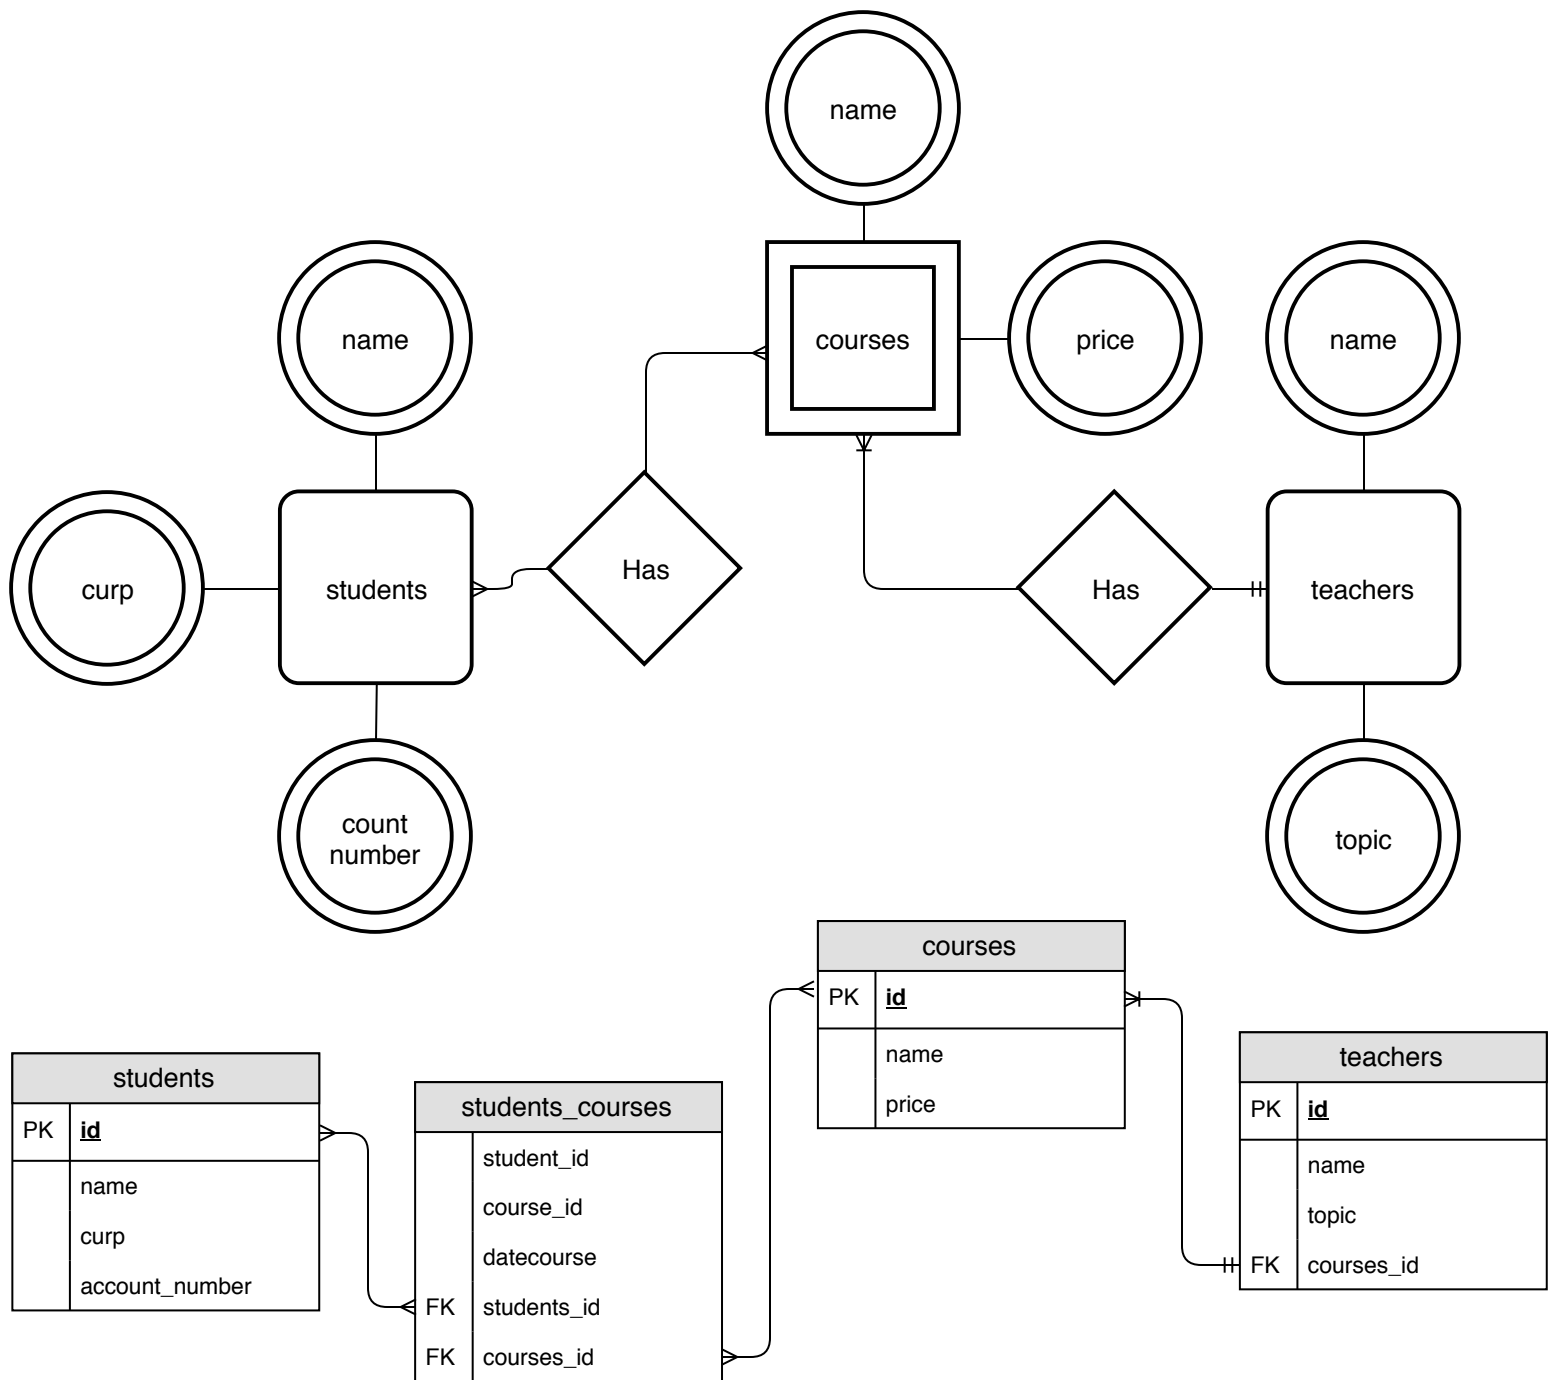 name
name
courses
price
name
curp
students
Has
Has
teachers
count
number
topic
courses
PK id
name
price
students
PK id
name
curp
account_number
students_courses
student_id
course_id
datecourse
FK students_id
FK courses_id
teachers
PK id
name
topic
FK courses_id